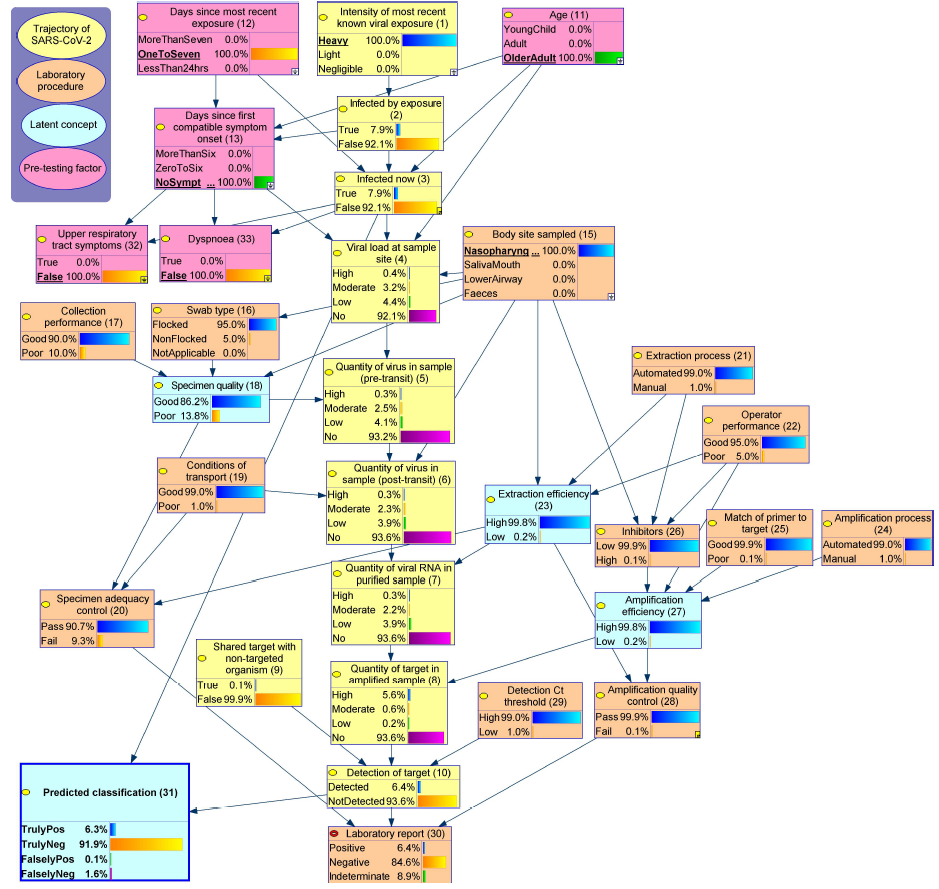 Trajectory of
SARS-CoV-2
Laboratory
procedure
Latent concept
Pre-testing factor
Days since most recent
exposure (12)
MoreThanSeven 0.0%
OneToSeven 100.0%
LessThan24hrs 0.0%
Intensity of most recent
known viral exposure (1)
Heavy 100.0%
Light 0.0%
Negligible 0.0%
Age (11)
YoungChild 0.0%
Adult 0.0%
OlderAdult 100.0%
Infected by exposure
(2)
True 7.9%
False 92.1%
Days since first
compatible symptom
onset (13)
MoreThanSix 0.0%
ZeroToSix 0.0%
NoSympt ... 100.0%
Infected now (3)
True 7.9%
False 92.1%
Upper respiratory
tract symptoms (32)
True 0.0%
False 100.0%
Dyspnoea (33)
True 0.0%
False 100.0%
Viral load at sample
site (4)
High 0.4%
Moderate 3.2%
Low 4.4%
No 92.1%
Body site sampled (15)
Nasopharynq ... 100.0%
SalivaMouth 0.0%
LowerAirway 0.0%
Faeces 0.0%
Collection
performance (17)
Good 90.0%
Poor 10.0%
Swab type (16)
Flocked 95.0%
NonFlocked 5.0%
NotApplicable 0.0%
Specimen quality (18)
Good 86.2%
Poor 13.8%
Quantity of virus in sample
(pre-transit) (5)
High 0.3%
Moderate 2.5%
Low 4.1%
No 93.2%
Extraction process (21)
Automated 99.0%
Manual 1.0%
Operator
performance (22)
Good 95.0%
Poor 5.0%
Conditions of
transport (19)
Good 99.0%
Poor 1.0%
Quantity of virus in
sample (post-transit) (6)
High 0.3%
Moderate 2.3%
Low 3.9%
No 93.6%
Extraction efficiency
(23)
High 99.8%
Low 0.2%
Inhibitors (26)
Low 99.9%
High 0.1%
Match of primer to
target (25)
Good 99.9%
Poor 0.1%
Amplification process
(24)
Automated 99.0%
Manual 1.0%
Quantity of viral RNA in
purified sample (7)
High 0.3%
Moderate 2.2%
Low 3.9%
No 93.6%
Specimen adequacy
control (20)
Pass 90.7%
Fail 9.3%
Amplification
efficiency (27)
High 99.8%
Low 0.2%
Shared target with
non-targeted
organism (9)
True 0.1%
False 99.9%
Quantity of target in
amplified sample (8)
High 5.6%
Moderate 0.6%
Low 0.2%
No 93.6%
Detection Ct
threshold (29)
High 99.0%
Low 1.0%
Amplification quality
control (28)
Pass 99.9%
Fail 0.1%
Predicted classification (31)
TrulyPos 6.3%
TrulyNeg 91.9%
FalselyPos 0.1%
FalselyNeg 1.6%
Detection of target (10)
Detected 6.4%
NotDetected 93.6%
Laboratory report (30)
Positive 6.4%
Negative 84.6%
Indeterminate 8.9%